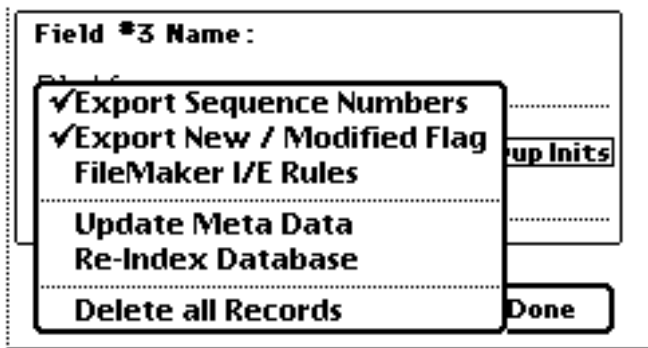 Field #3 Name:
✓Export Sequence Numbers
✓Export New / Modified Flag
up Inits
FileMaker I/E Rules
Update Meta Data
Re-Index Database
Delete all Records
Done